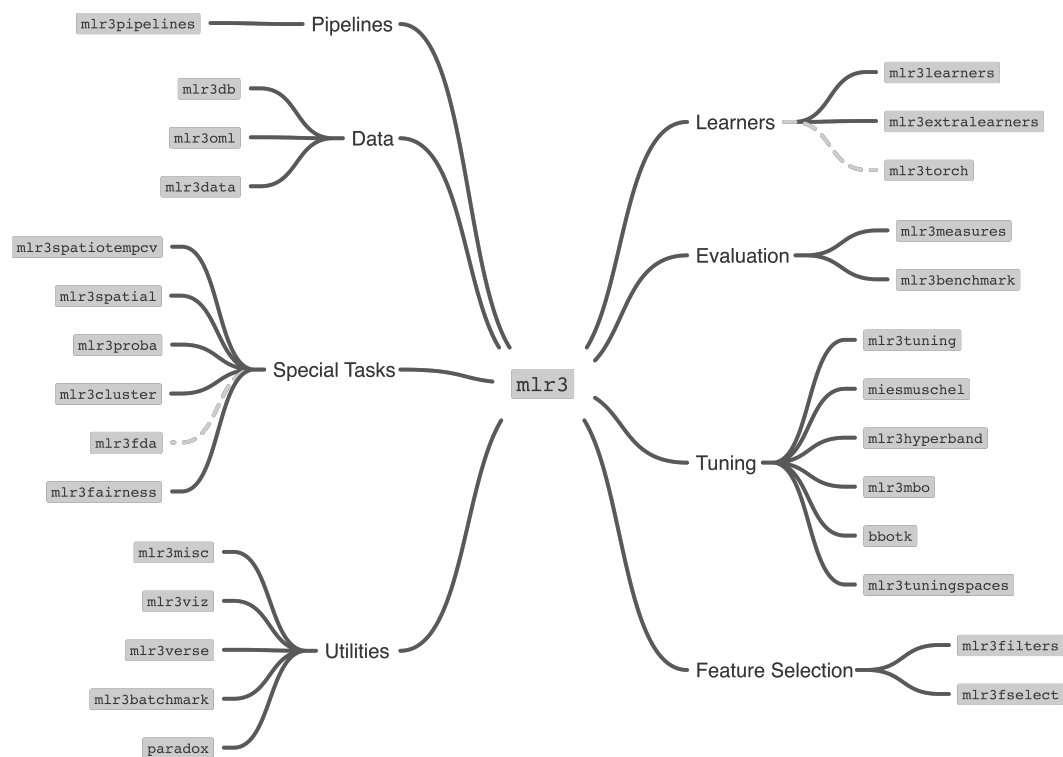 mlr3pipelines
Pipelines
mlr3db
mlr3oml
mlr3data
Data
mlr3spatiotempcv
mlr3spatial
mlr3proba
mlr3cluster
mlr3fda
mlr3fairness
Special Tasks
mlr3misc
mlr3viz
mlr3verse
mlr3batchmark
paradox
Utilities
mlr3
Learners
mlr3learners
mlr3extralearners
mlr3torch
Evaluation
mlr3measures
mlr3benchmark
Tuning
mlr3tuning
miesmuschel
mlr3hyperband
mlr3mbo
bbotk
mlr3tuningspaces
Feature Selection
mlr3filters
mlr3fselect